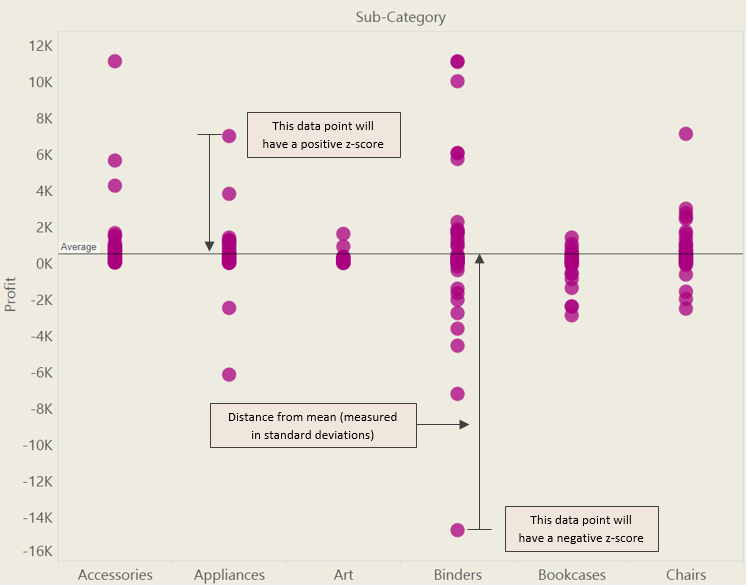 Sub-Category
12K
10K
8K
This data point will
have a positive z-score
6K
4K
2K
Average
0K
Profit
-2K
-4K
-6K
-8K
Distance from mean (measured
in standard deviations)
-10K
-12K
-14K
This data point will
have a negative z-score
-16K
Accessories
Appliances
Art
Binders
Bookcases
Chairs